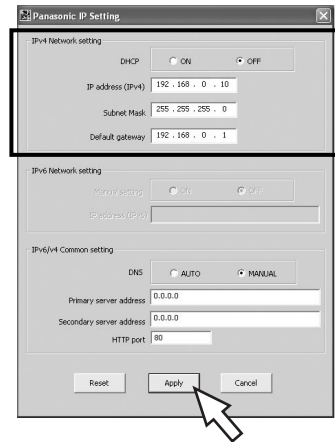 Panasonic IP Setting
IPv4 Network setting
DHCP ON OFF
IP address (IPv4) 192 . 168 . 0 . 10
Subnet Mask 255 . 255 . 255 . 0
Default gateway 192 . 168 . 0 . 1
IPv6 Network setting
Manual setting ON OFF
IP address (IPv6)
IPv6/v4 Common setting
DNS AUTO MANUAL
Primary server address 0.0.0.0
Secondary server address 0.0.0.0
HTTP port 80
Reset Apply Cancel